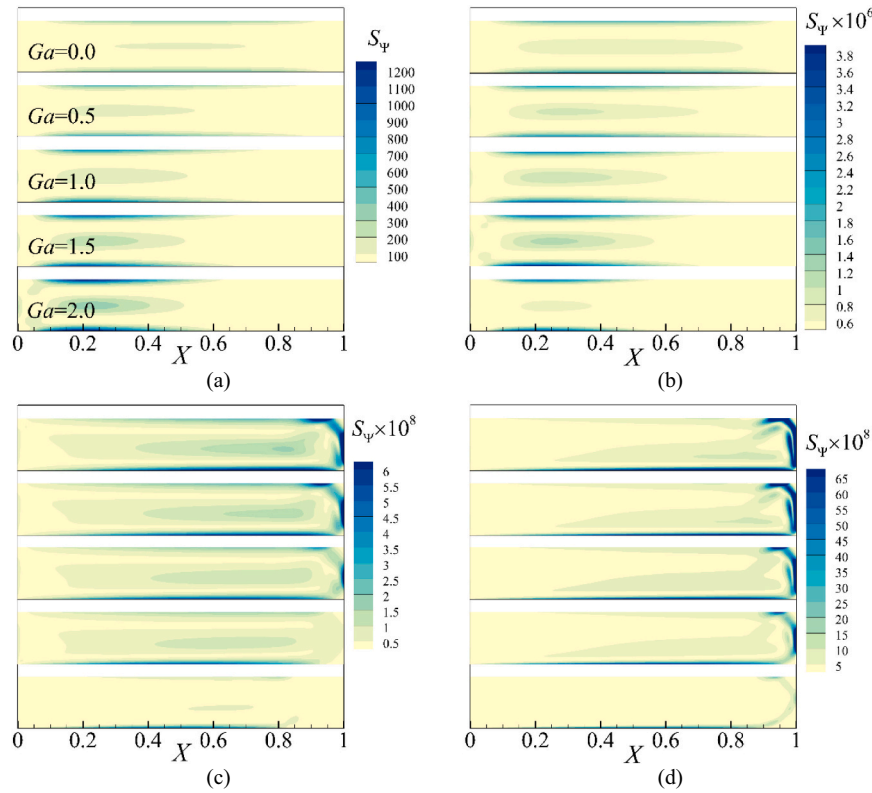 S_Ψ
Ga=0.0
1200
1100
1000
900
800
700
600
500
400
300
200
100
Ga=0.5
Ga=1.0
Ga=1.5
Ga=2.0
0 0.2 0.4 0.6 0.8 1
X
(a)
S_Ψ×10^6
3.8
3.6
3.4
3.2
3
2.8
2.6
2.4
2.2
2
1.8
1.6
1.4
1.2
1
0.8
0.6
0 0.2 0.4 0.6 0.8 1
X
(b)
S_Ψ×10^8
6
5.5
5
4.5
4
3.5
3
2.5
2
1.5
1
0.5
0 0.2 0.4 0.6 0.8 1
X
(c)
S_Ψ×10^8
65
60
55
50
45
40
35
30
25
20
15
10
5
0 0.2 0.4 0.6 0.8 1
X
(d)